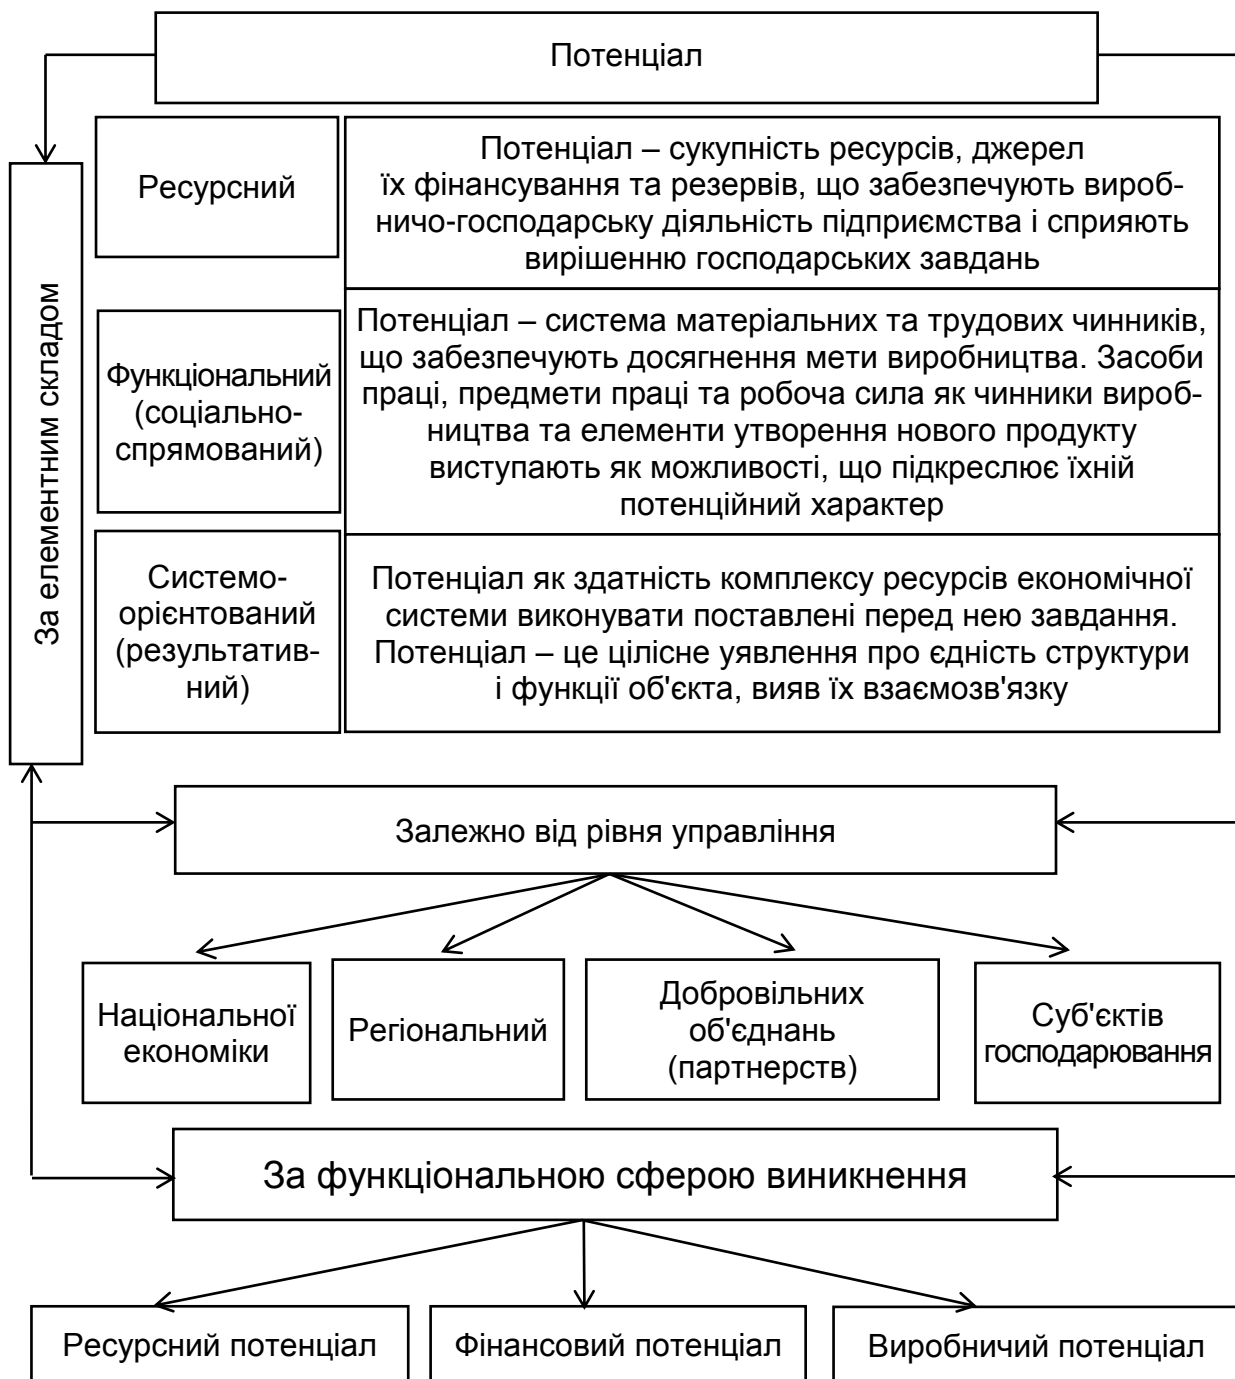 Потенціал
За елементним складом
Ресурсний
Потенціал – сукупність ресурсів, джерел
їх фінансування та резервів, що забезпечують вироб-
ничо-господарську діяльність підприємства і сприяють
вирішенню господарських завдань
Функціональний
(соціально-
спрямований)
Потенціал – система матеріальних та трудових чинників,
що забезпечують досягнення мети виробництва. Засоби
праці, предмети праці та робоча сила як чинники вироб-
ництва та елементи утворення нового продукту
виступають як можливості, що підкреслює їхній
потенційний характер
Системо-
орієнтований
(результатив-
ний)
Потенціал як здатність комплексу ресурсів економічної
системи виконувати поставлені перед нею завдання.
Потенціал – це цілісне уявлення про єдність структури
і функції об'єкта, вияв їх взаємозв'язку
Залежно від рівня управління
Національної
економіки
Регіональний
Добровільних
об'єднань
(партнерств)
Суб'єктів
господарювання
За функціональною сферою виникнення
Ресурсний потенціал
Фінансовий потенціал
Виробничий потенціал